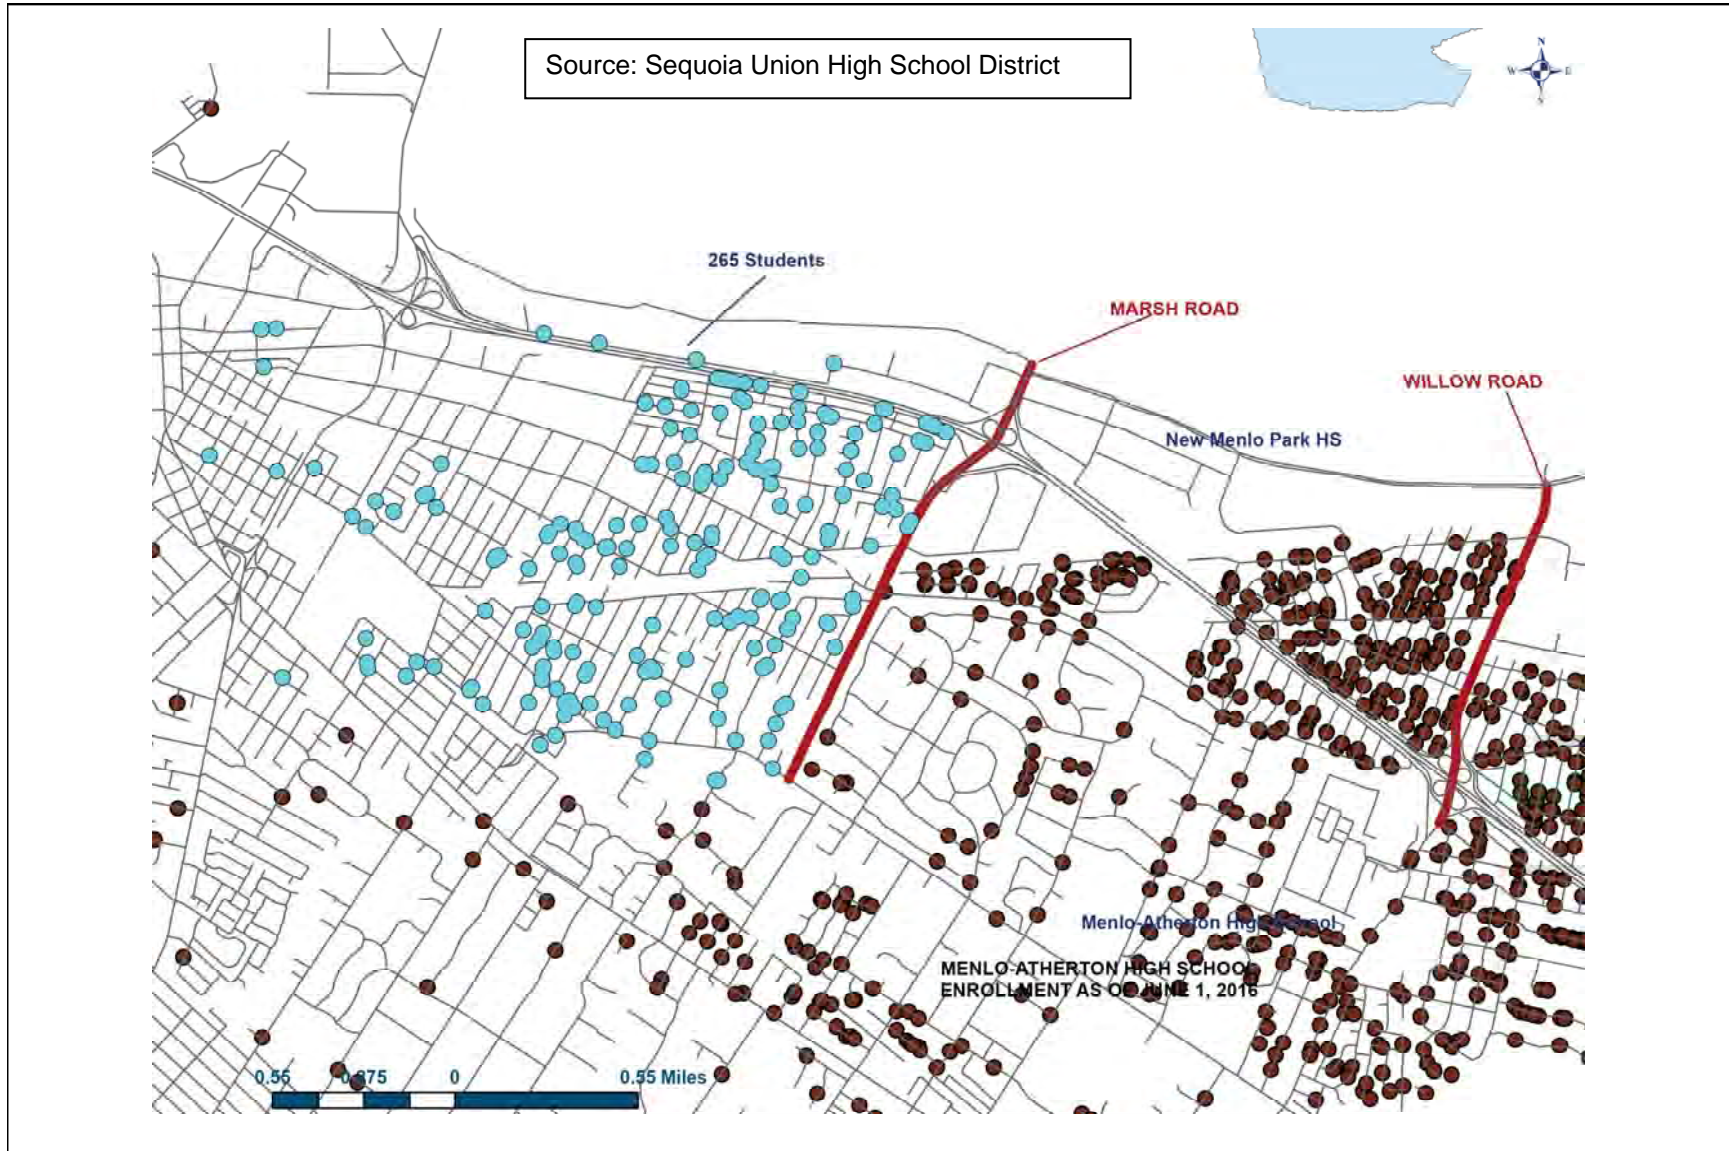 Source: Sequoia Union High School District
N
W E
S
265 Students
MARSH ROAD
WILLOW ROAD
New Menlo Park HS
Menlo-Atherton High School
MENLO-ATHERTON HIGH SCHOOL
ENROLLMENT AS OF JUNE 1, 2016
0.55 0.275 0 0.55 Miles